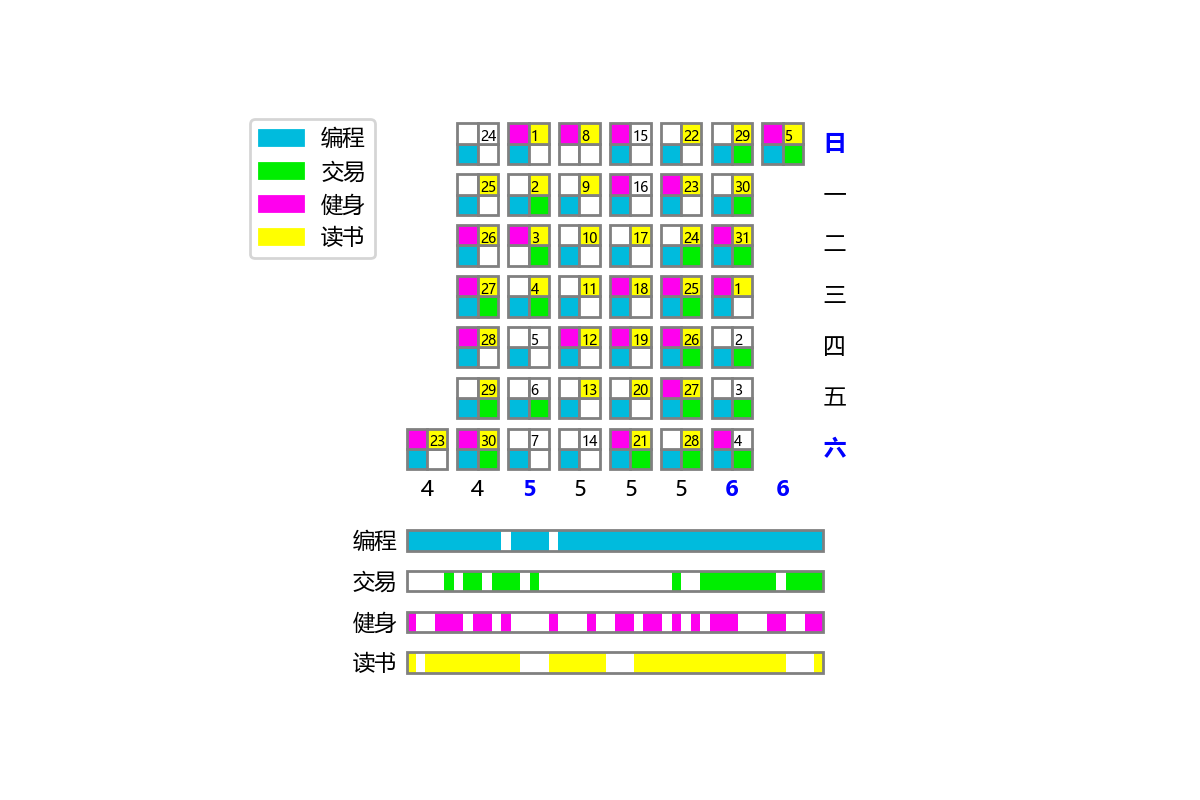 编程
交易
健身
读书
24 1 8 15 22 29 5 日
25 2 9 16 23 30 一
26 3 10 17 24 31 二
27 4 11 18 25 1 三
28 5 12 19 26 2 四
29 6 13 20 27 3 五
23 30 7 14 21 28 4 六
4 4 5 5 5 5 6 6
编程
交易
健身
读书